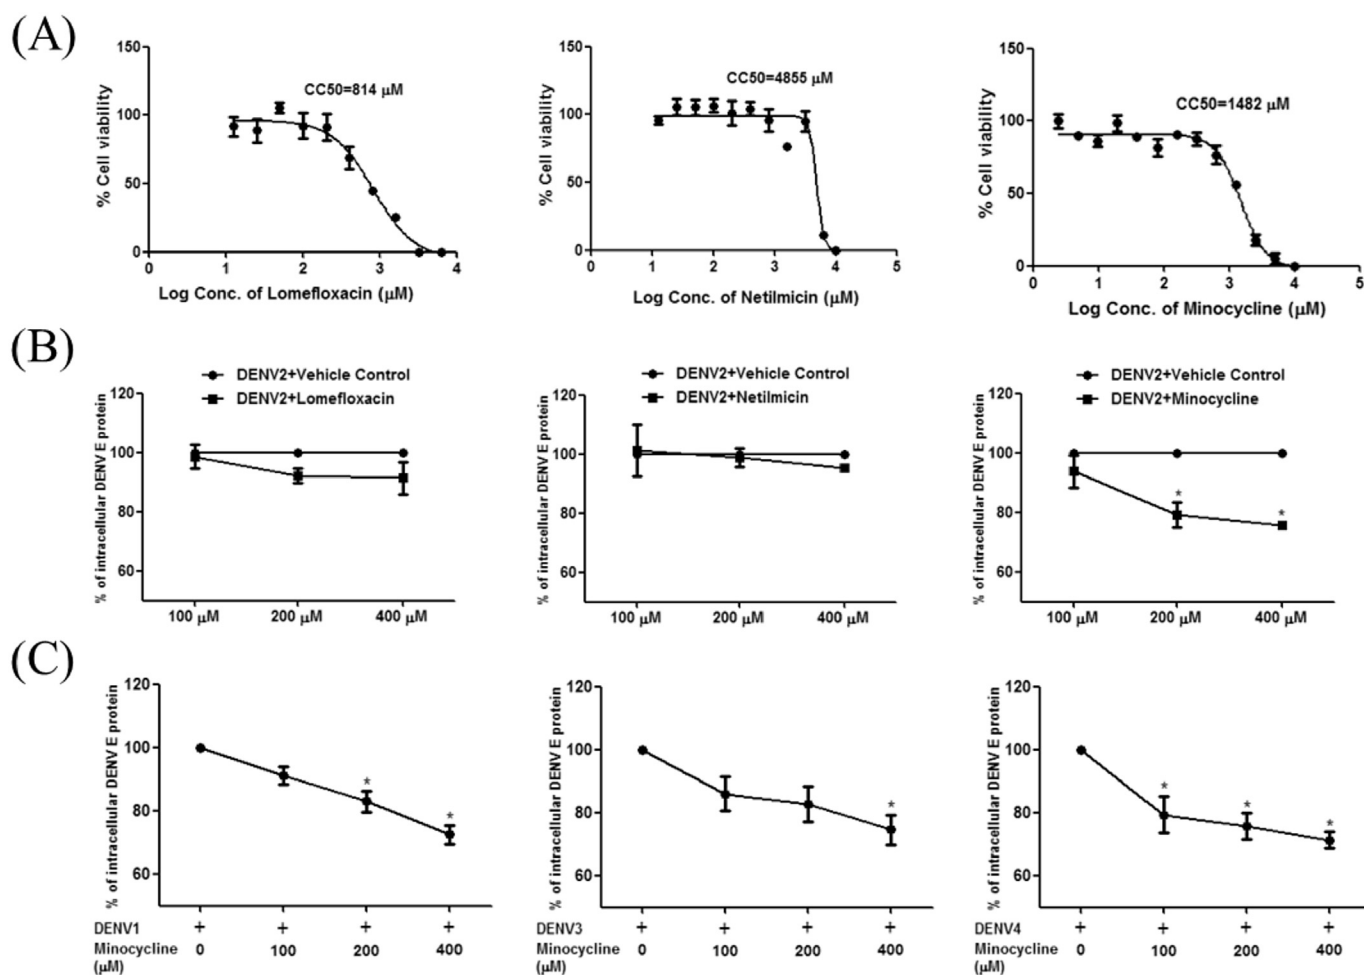 (A)
150
100
50
0
% Cell viability
CC50=814 μM
0 1 2 3 4
Log Conc. of Lomefloxacin (μM)
150
100
50
0
% Cell viability
CC50=4855 μM
0 1 2 3 4 5
Log Conc. of Netilmicin (μM)
150
100
50
0
% Cell viability
CC50=1482 μM
0 1 2 3 4 5
Log Conc. of Minocycline (μM)
(B)
DENV2+Vehicle Control
DENV2+Lomefloxacin
120
100
80
60
% of intracellular DENV E protein
100 μM 200 μM 400 μM
DENV2+Vehicle Control
DENV2+Netilmicin
120
100
80
60
% of intracellular DENV E protein
100 μM 200 μM 400 μM
DENV2+Vehicle Control
DENV2+Minocycline
120
100
80
60
% of intracellular DENV E protein
* *
100 μM 200 μM 400 μM
(C)
120
100
80
60
% of intracellular DENV E protein
* *
DENV1 + + + +
Minocycline 0 100 200 400
(μM)
120
100
80
60
% of intracellular DENV E protein
*
DENV3 + + + +
Minocycline 0 100 200 400
(μM)
120
100
80
60
% of intracellular DENV E protein
* * *
DENV4 + + + +
Minocycline 0 100 200 400
(μM)